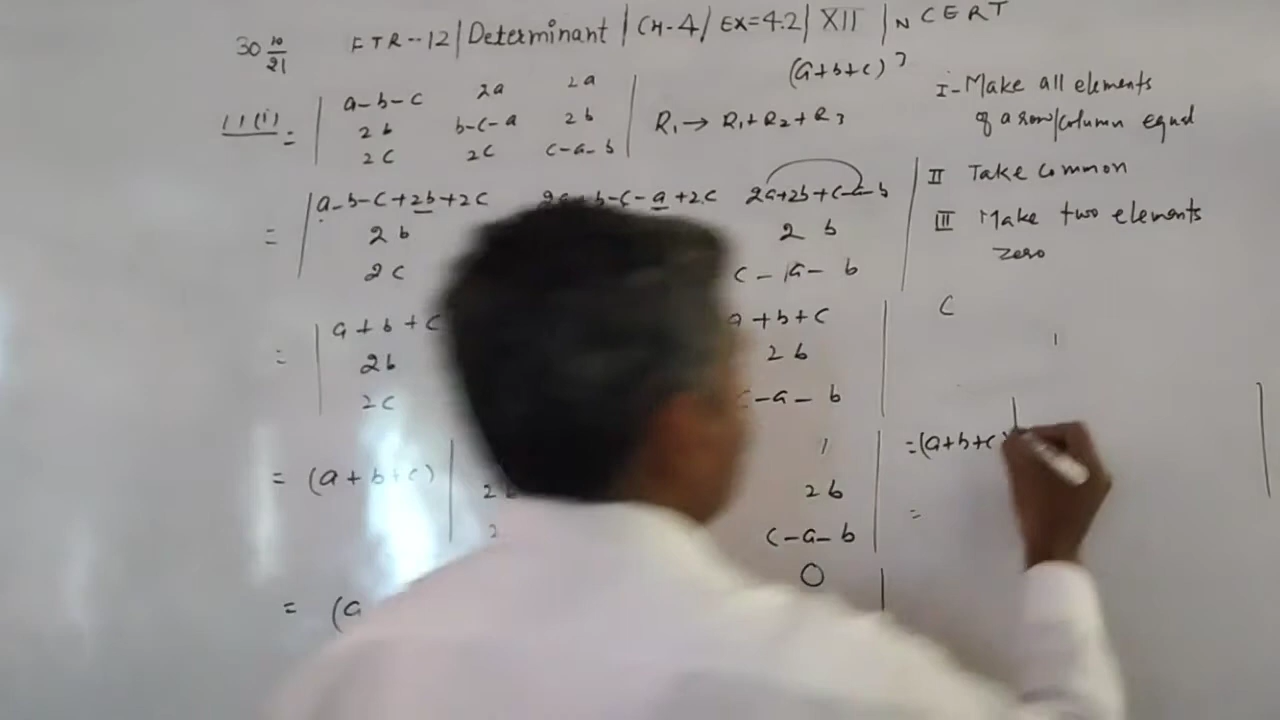 30 10/21 FTR-12 | Determinant | CH-4 / EX=4.2 | XII | NCERT
(a+b+c)³
11(i) = | a-b-c 2a 2a |
2b b-c-a 2b R₁ → R₁+R₂+R₃
2c 2c c-a-b
I- Make all elements
of a row/column equal
II Take Common
III Make two elements
zero
= | a-b-c+2b+2c b-c-a+2c 2a+2b+c-a-b |
2b 2b
2c c-a-b
= | a+b+c a+b+c |
2b 2b
2c -a-b
= (a+b+c) | 1 |
2b 2b
c-a-b
= (a 0 |
C
1
= (a+b+c) |
=